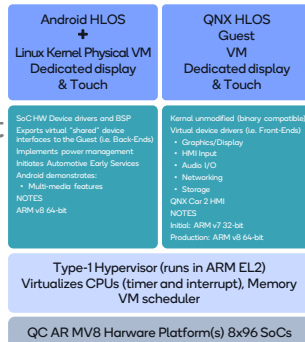 Android HLOS
+
Linux Kernel Physical VM
Dedicated display
& Touch
QNX HLOS
Guest
VM
Dedicated display
& Touch
SoC HW Device drivers and BSP
Exports virtual "shared" device
interfaces to the Guest (i.e. Back-Ends)
Implements power management
Initiates Automotive Early Services
Android demonstrates:
• Multi-media features
NOTES
ARM v8 64-bit
Kernal unmodified (binary compatible)
Virtual device drivers (i.e. Front-Ends)
• Graphics/Display
• HMI Input
• Audio I/O
• Networking
• Storage
QNX Car 2 HMI
NOTES
Initial: ARM v7 32-bit
Production: ARM v8 64-bit
Type-1 Hypervisor (runs in ARM EL2)
Virtualizes CPUs (timer and interrupt), Memory
VM scheduler
QC AR MV8 Harware Platform(s) 8x96 SoCs